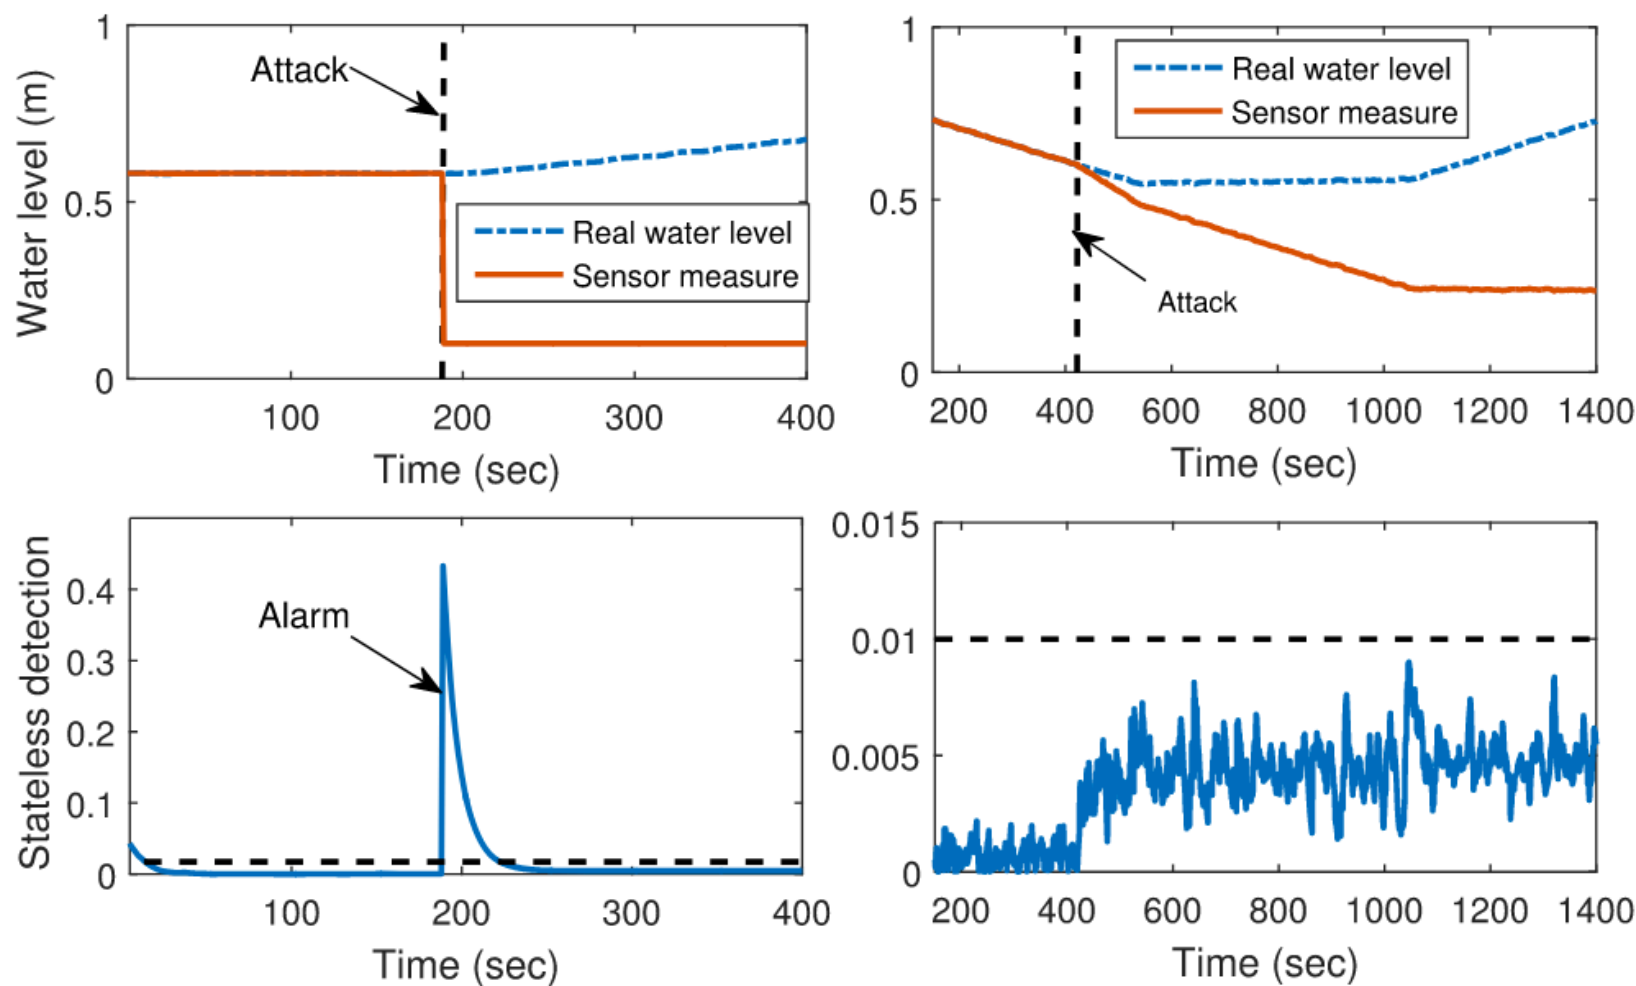 Water level (m)
1
0.5
0
Attack
Real water level
Sensor measure
100
200
300
400
Time (sec)
1
0.5
0
Real water level
Sensor measure
Attack
200
400
600
800
1000
1200
1400
Time (sec)
Stateless detection
0.4
0.3
0.2
0.1
0
Alarm
100
200
300
400
Time (sec)
0.015
0.01
0.005
0
200
400
600
800
1000
1200
1400
Time (sec)